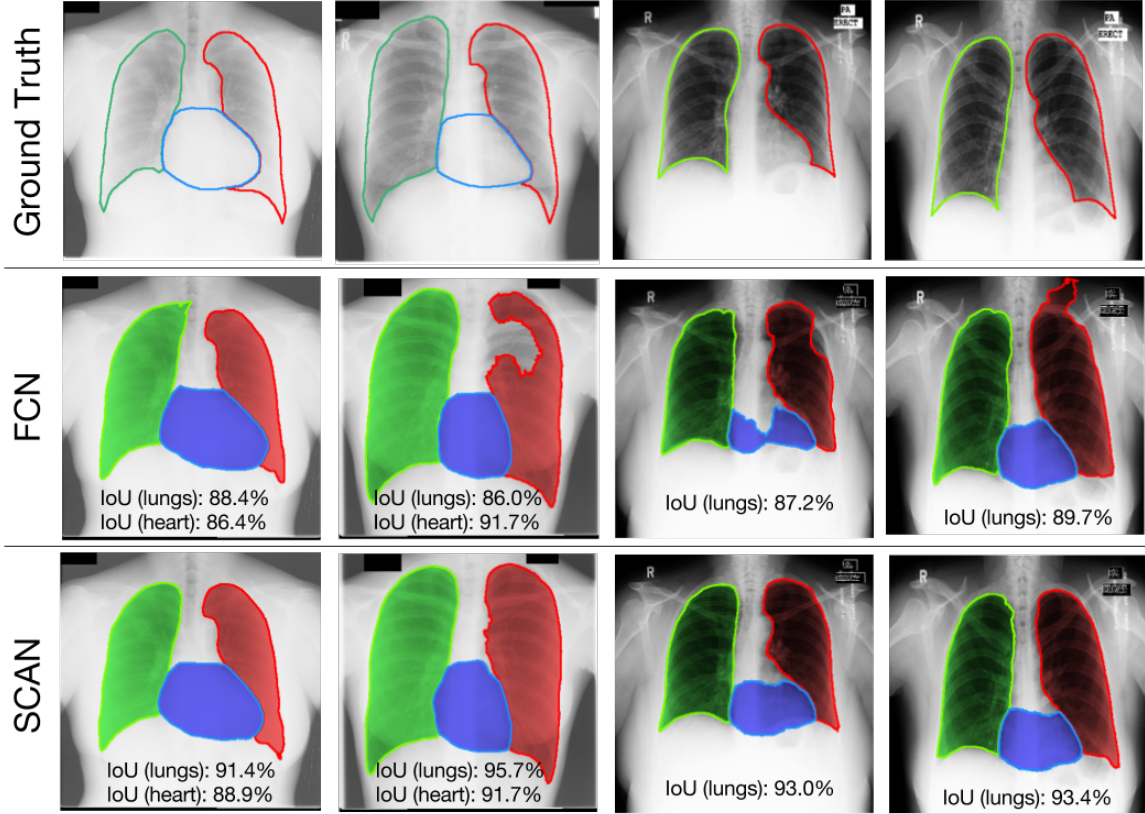 Ground Truth
R
R
PA
ERECT
PA
ERECT
FCN
R
R
IoU (lungs): 88.4%
IoU (heart): 86.4%
IoU (lungs): 86.0%
IoU (heart): 91.7%
IoU (lungs): 87.2%
IoU (lungs): 89.7%
SCAN
R
R
IoU (lungs): 91.4%
IoU (heart): 88.9%
IoU (lungs): 95.7%
IoU (heart): 91.7%
IoU (lungs): 93.0%
IoU (lungs): 93.4%